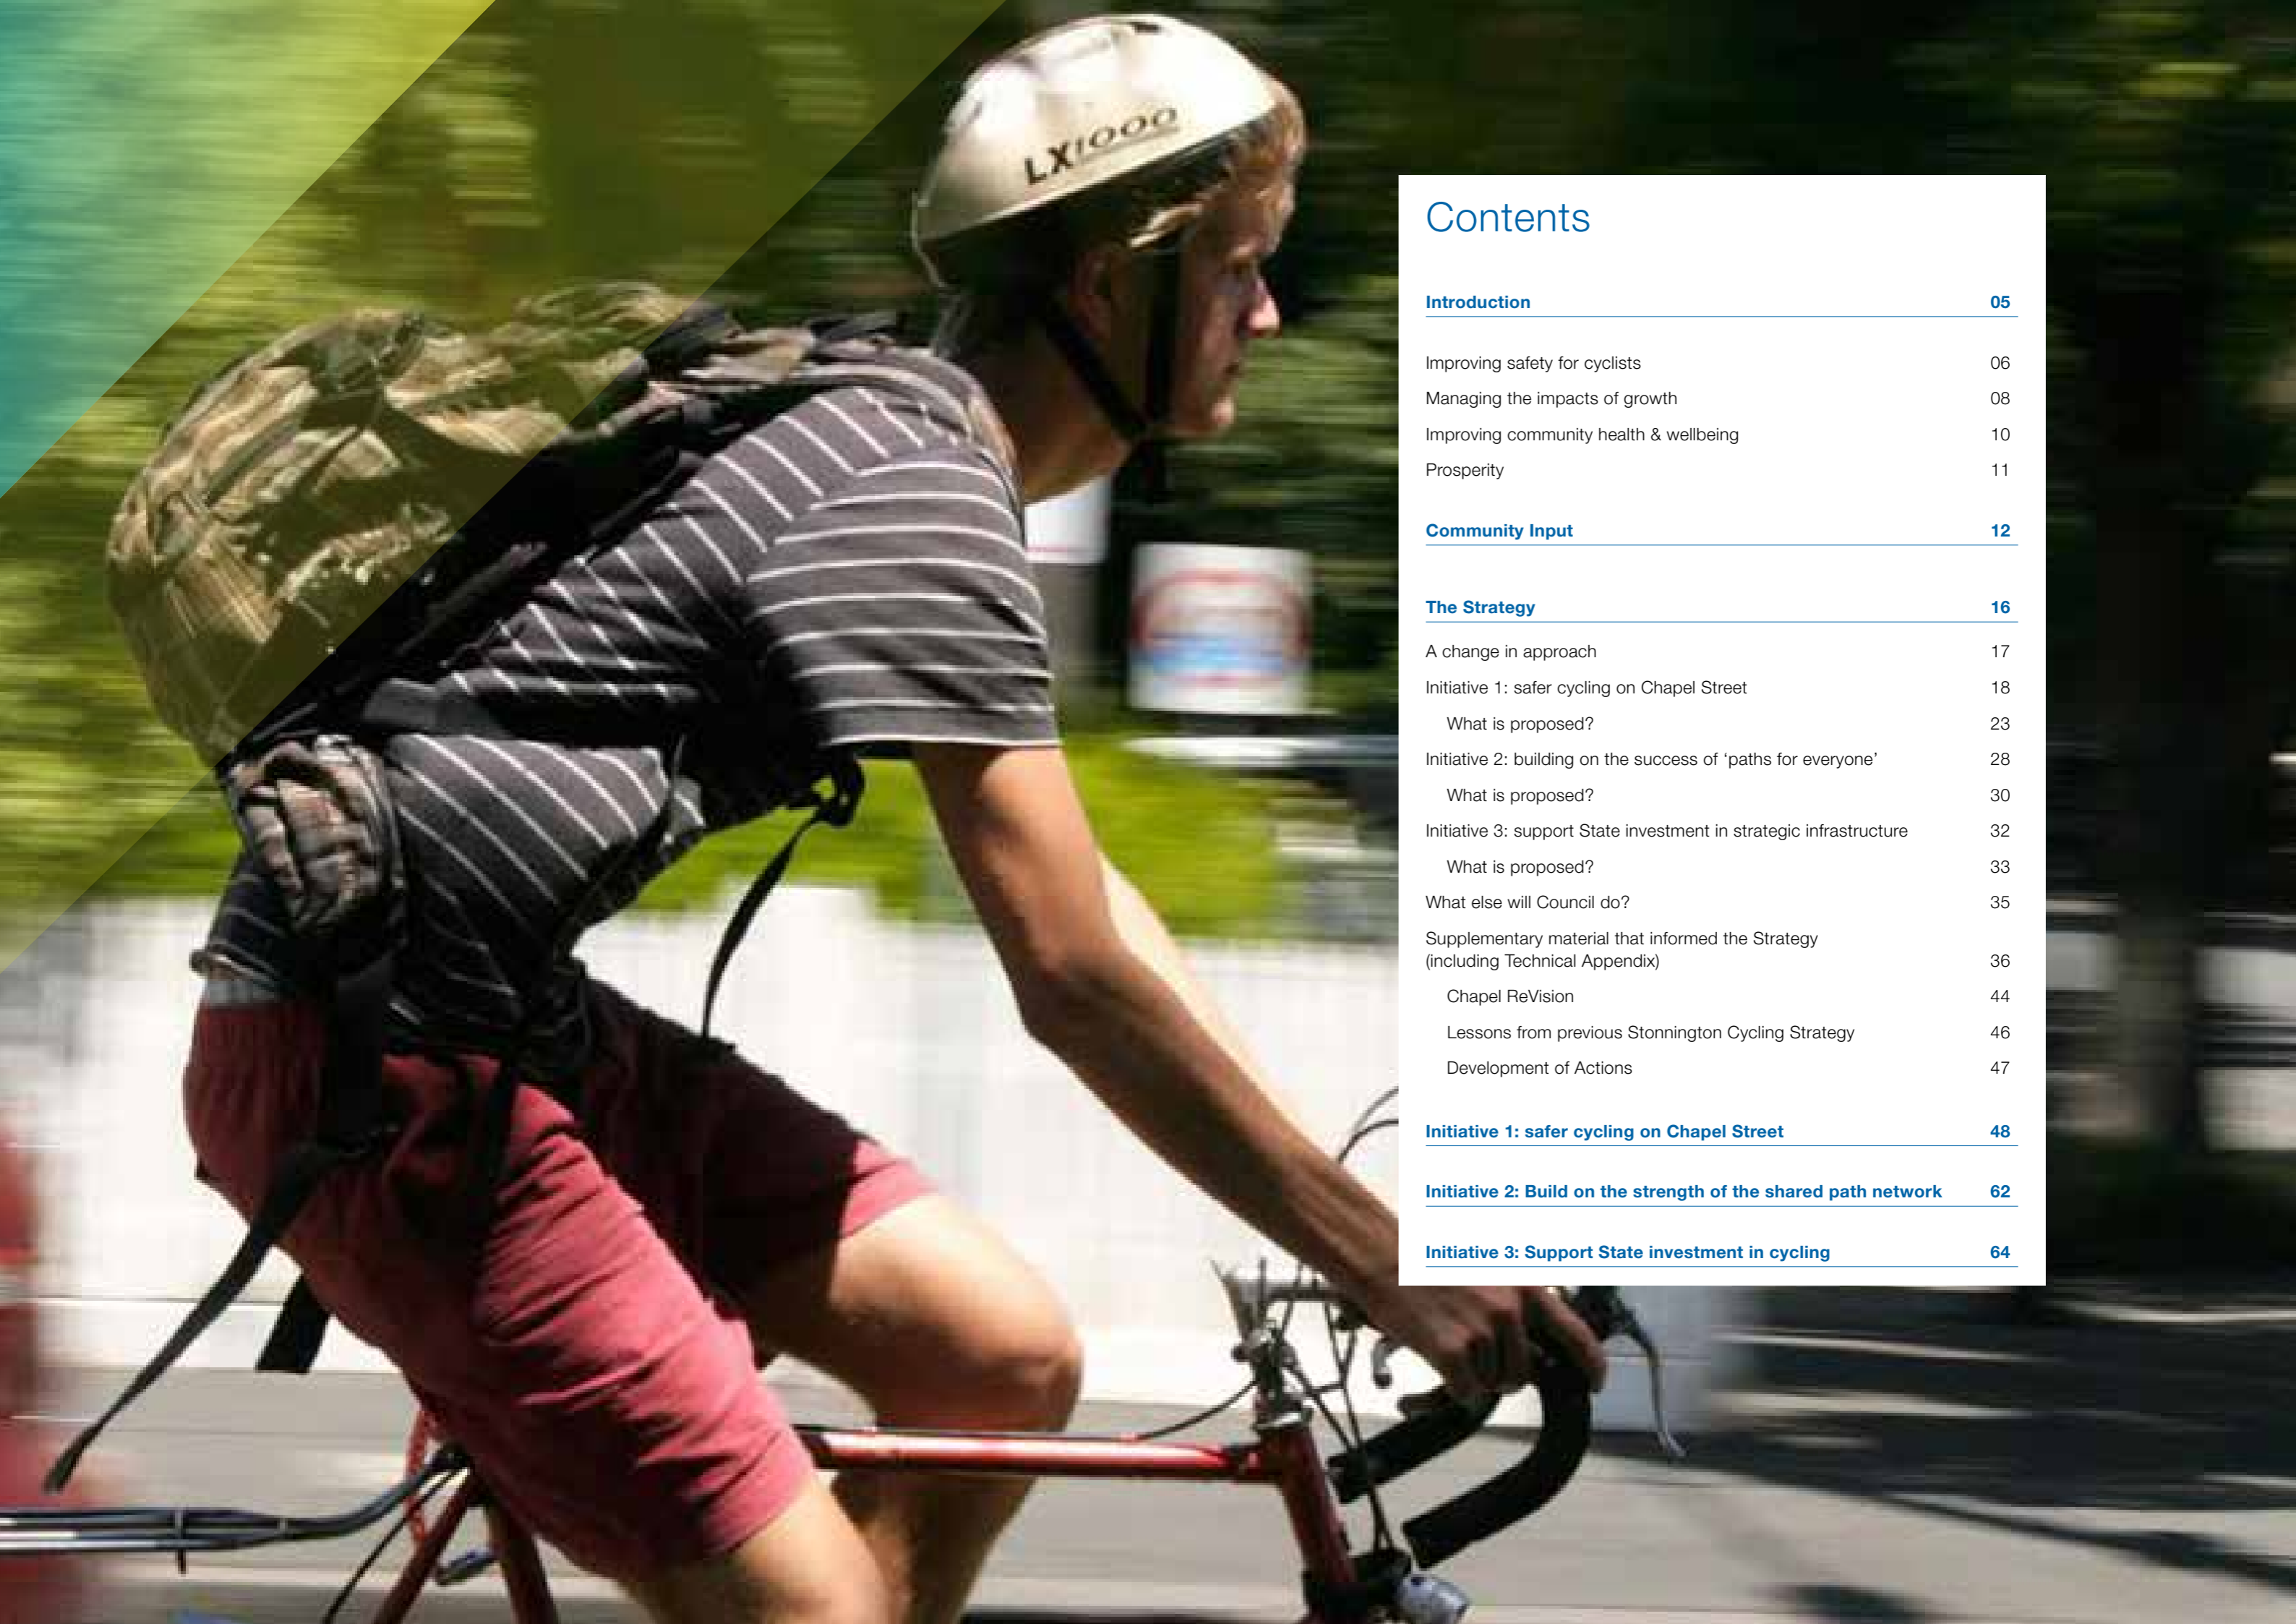 LX1000
Contents
Introduction 05
Improving safety for cyclists 06
Managing the impacts of growth 08
Improving community health & wellbeing 10
Prosperity 11
Community Input 12
The Strategy 16
A change in approach 17
Initiative 1: safer cycling on Chapel Street 18
What is proposed? 23
Initiative 2: building on the success of ‘paths for everyone’ 28
What is proposed? 30
Initiative 3: support State investment in strategic infrastructure 32
What is proposed? 33
What else will Council do? 35
Supplementary material that informed the Strategy
(including Technical Appendix) 36
Chapel ReVision 44
Lessons from previous Stonnington Cycling Strategy 46
Development of Actions 47
Initiative 1: safer cycling on Chapel Street 48
Initiative 2: Build on the strength of the shared path network 62
Initiative 3: Support State investment in cycling 64